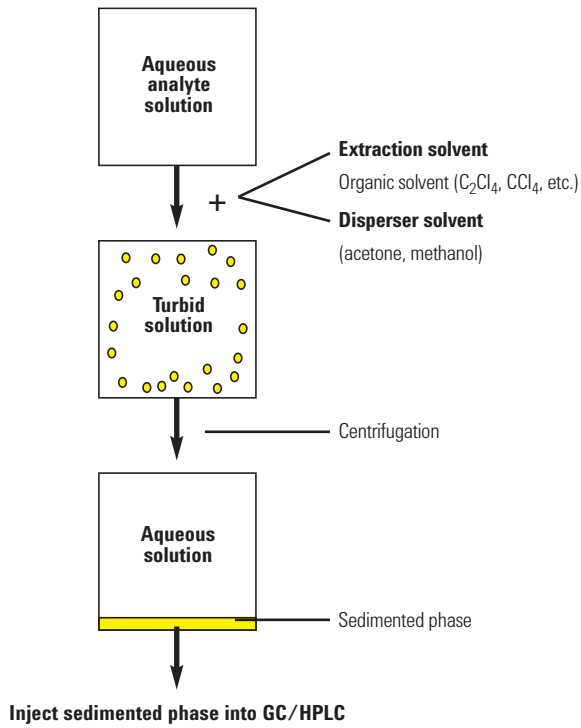 Aqueous
analyte
solution
+
Extraction solvent
Organic solvent (C₂Cl₄, CCl₄, etc.)
Disperser solvent
(acetone, methanol)
Turbid
solution
Centrifugation
Aqueous
solution
Sedimented phase
Inject sedimented phase into GC/HPLC